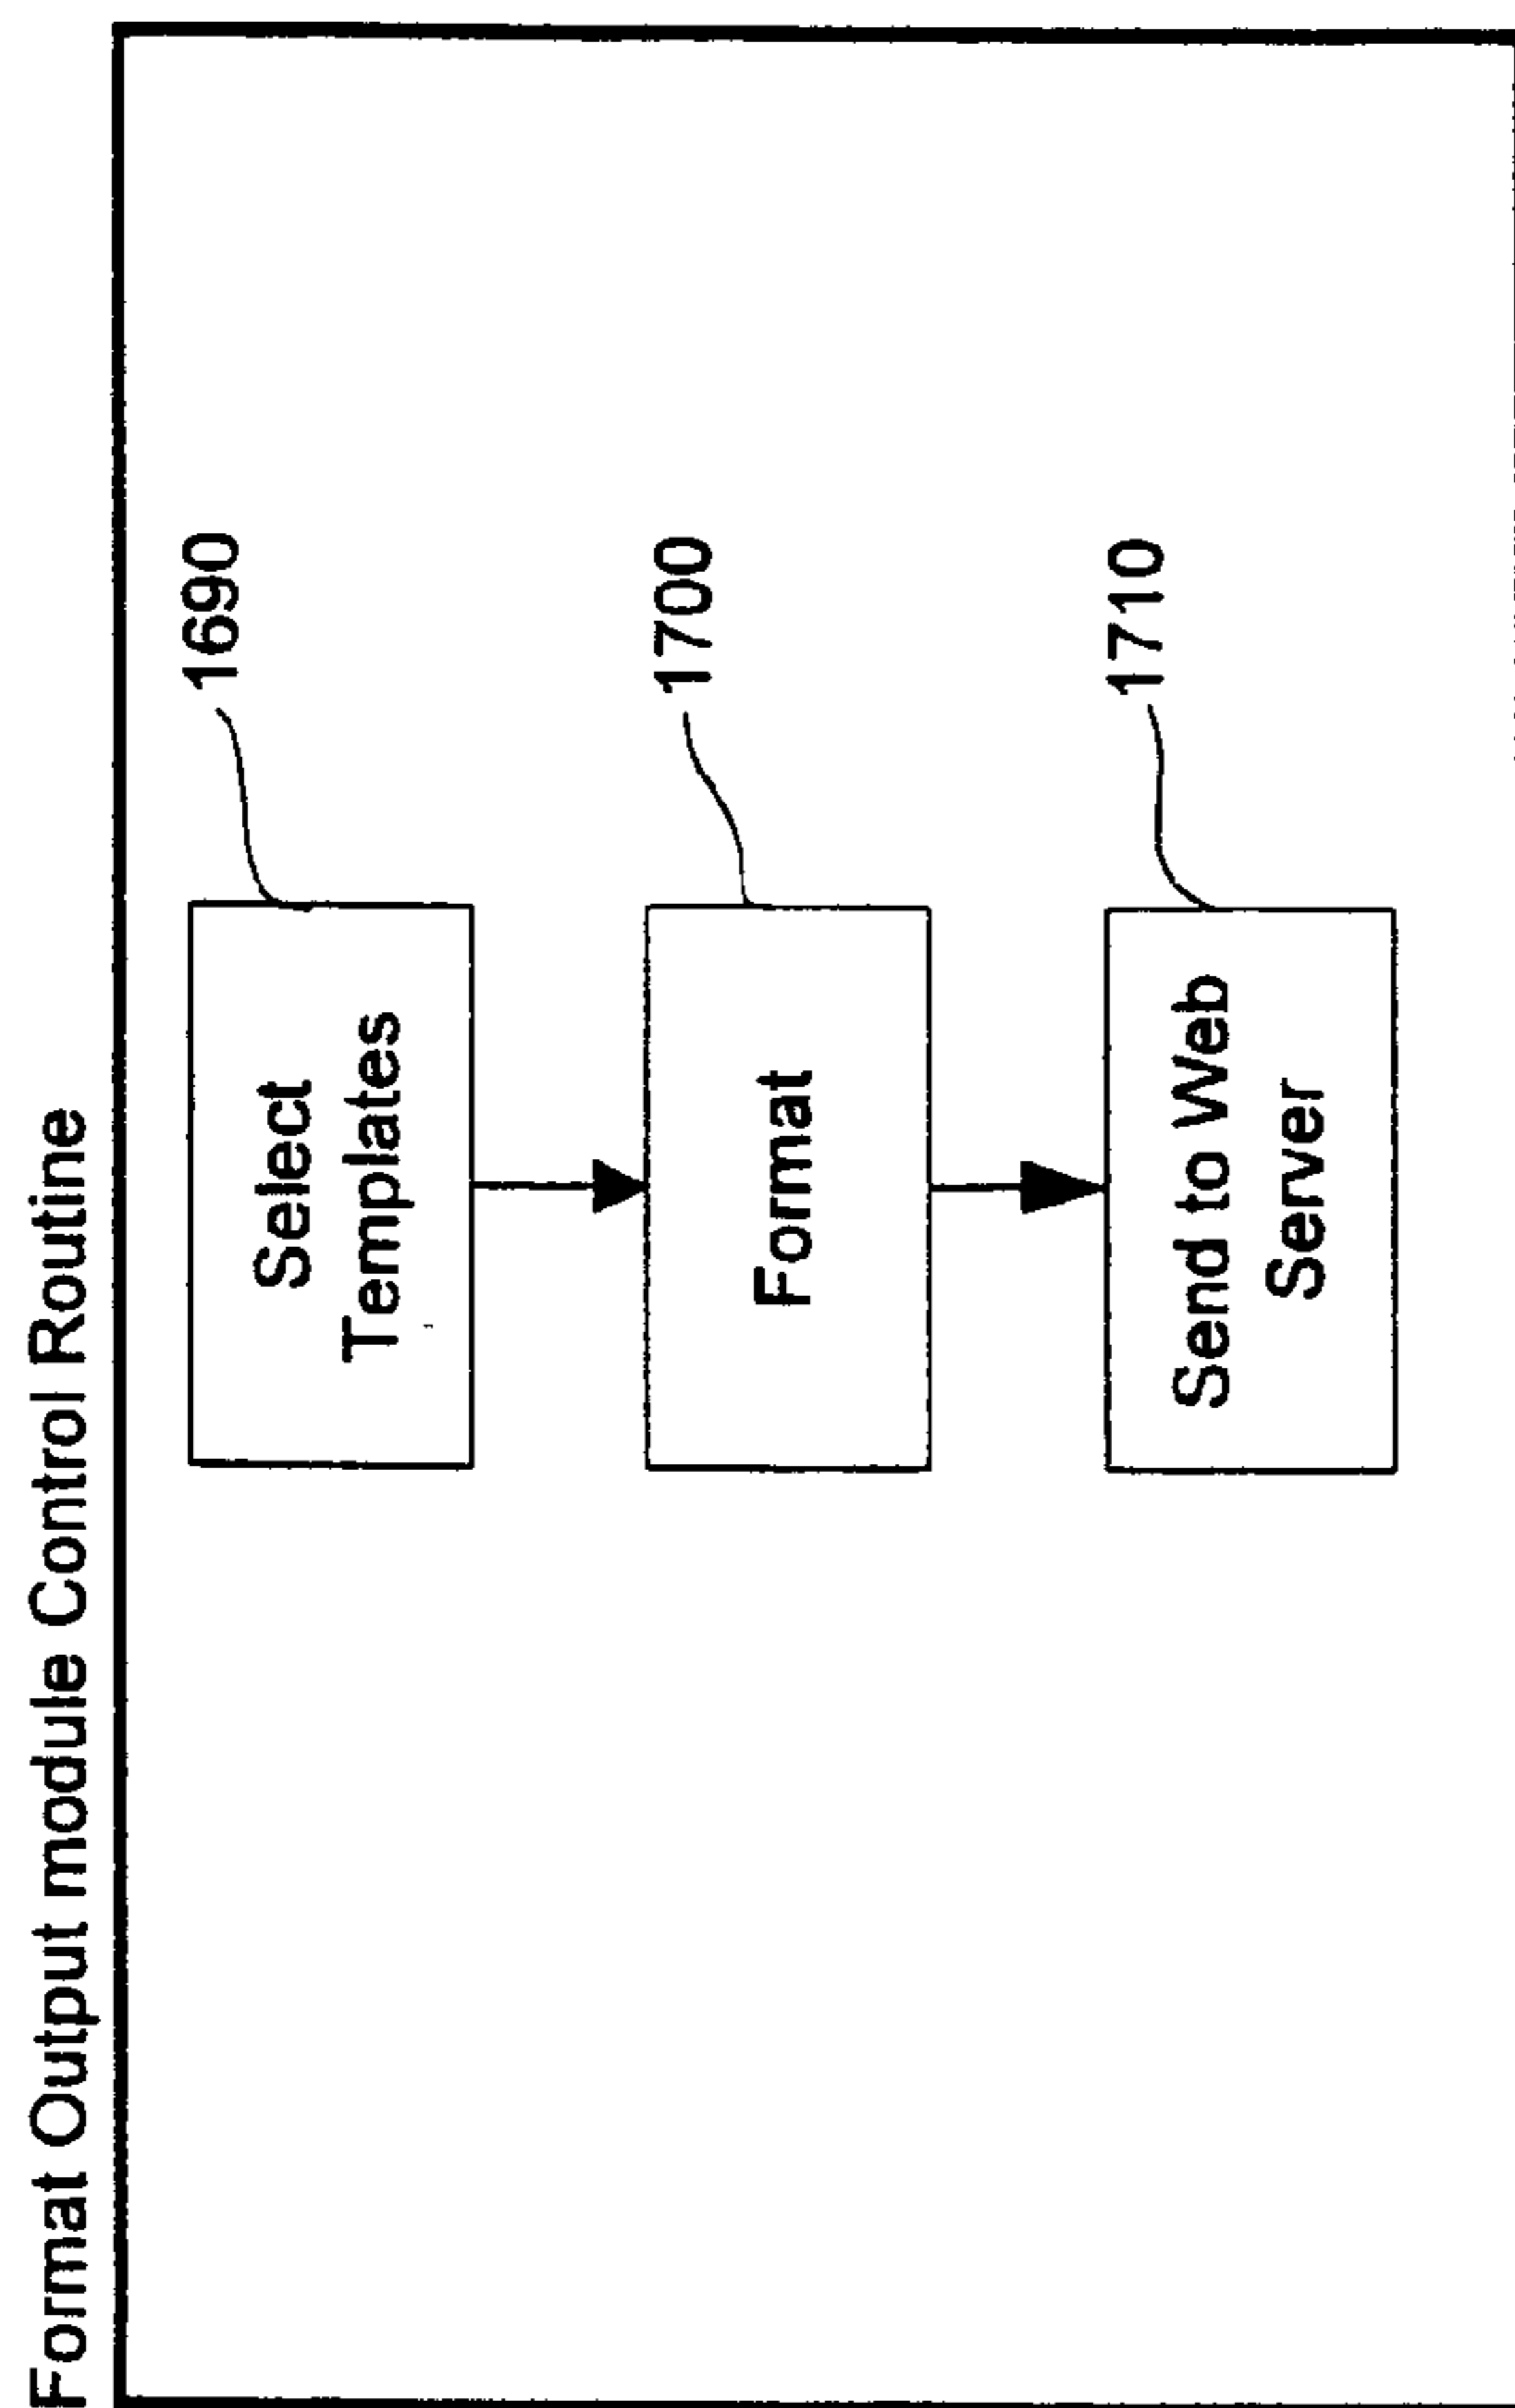 Format Output module Control Routine
Select
Templates
1690
Format
1700
Send to Web
Server
1710